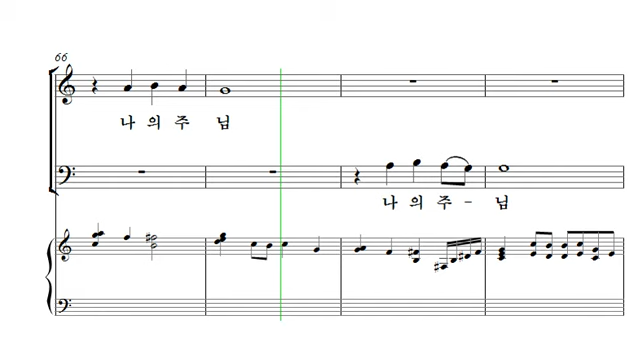 66
나 의 주 님
나 의 주 - 님